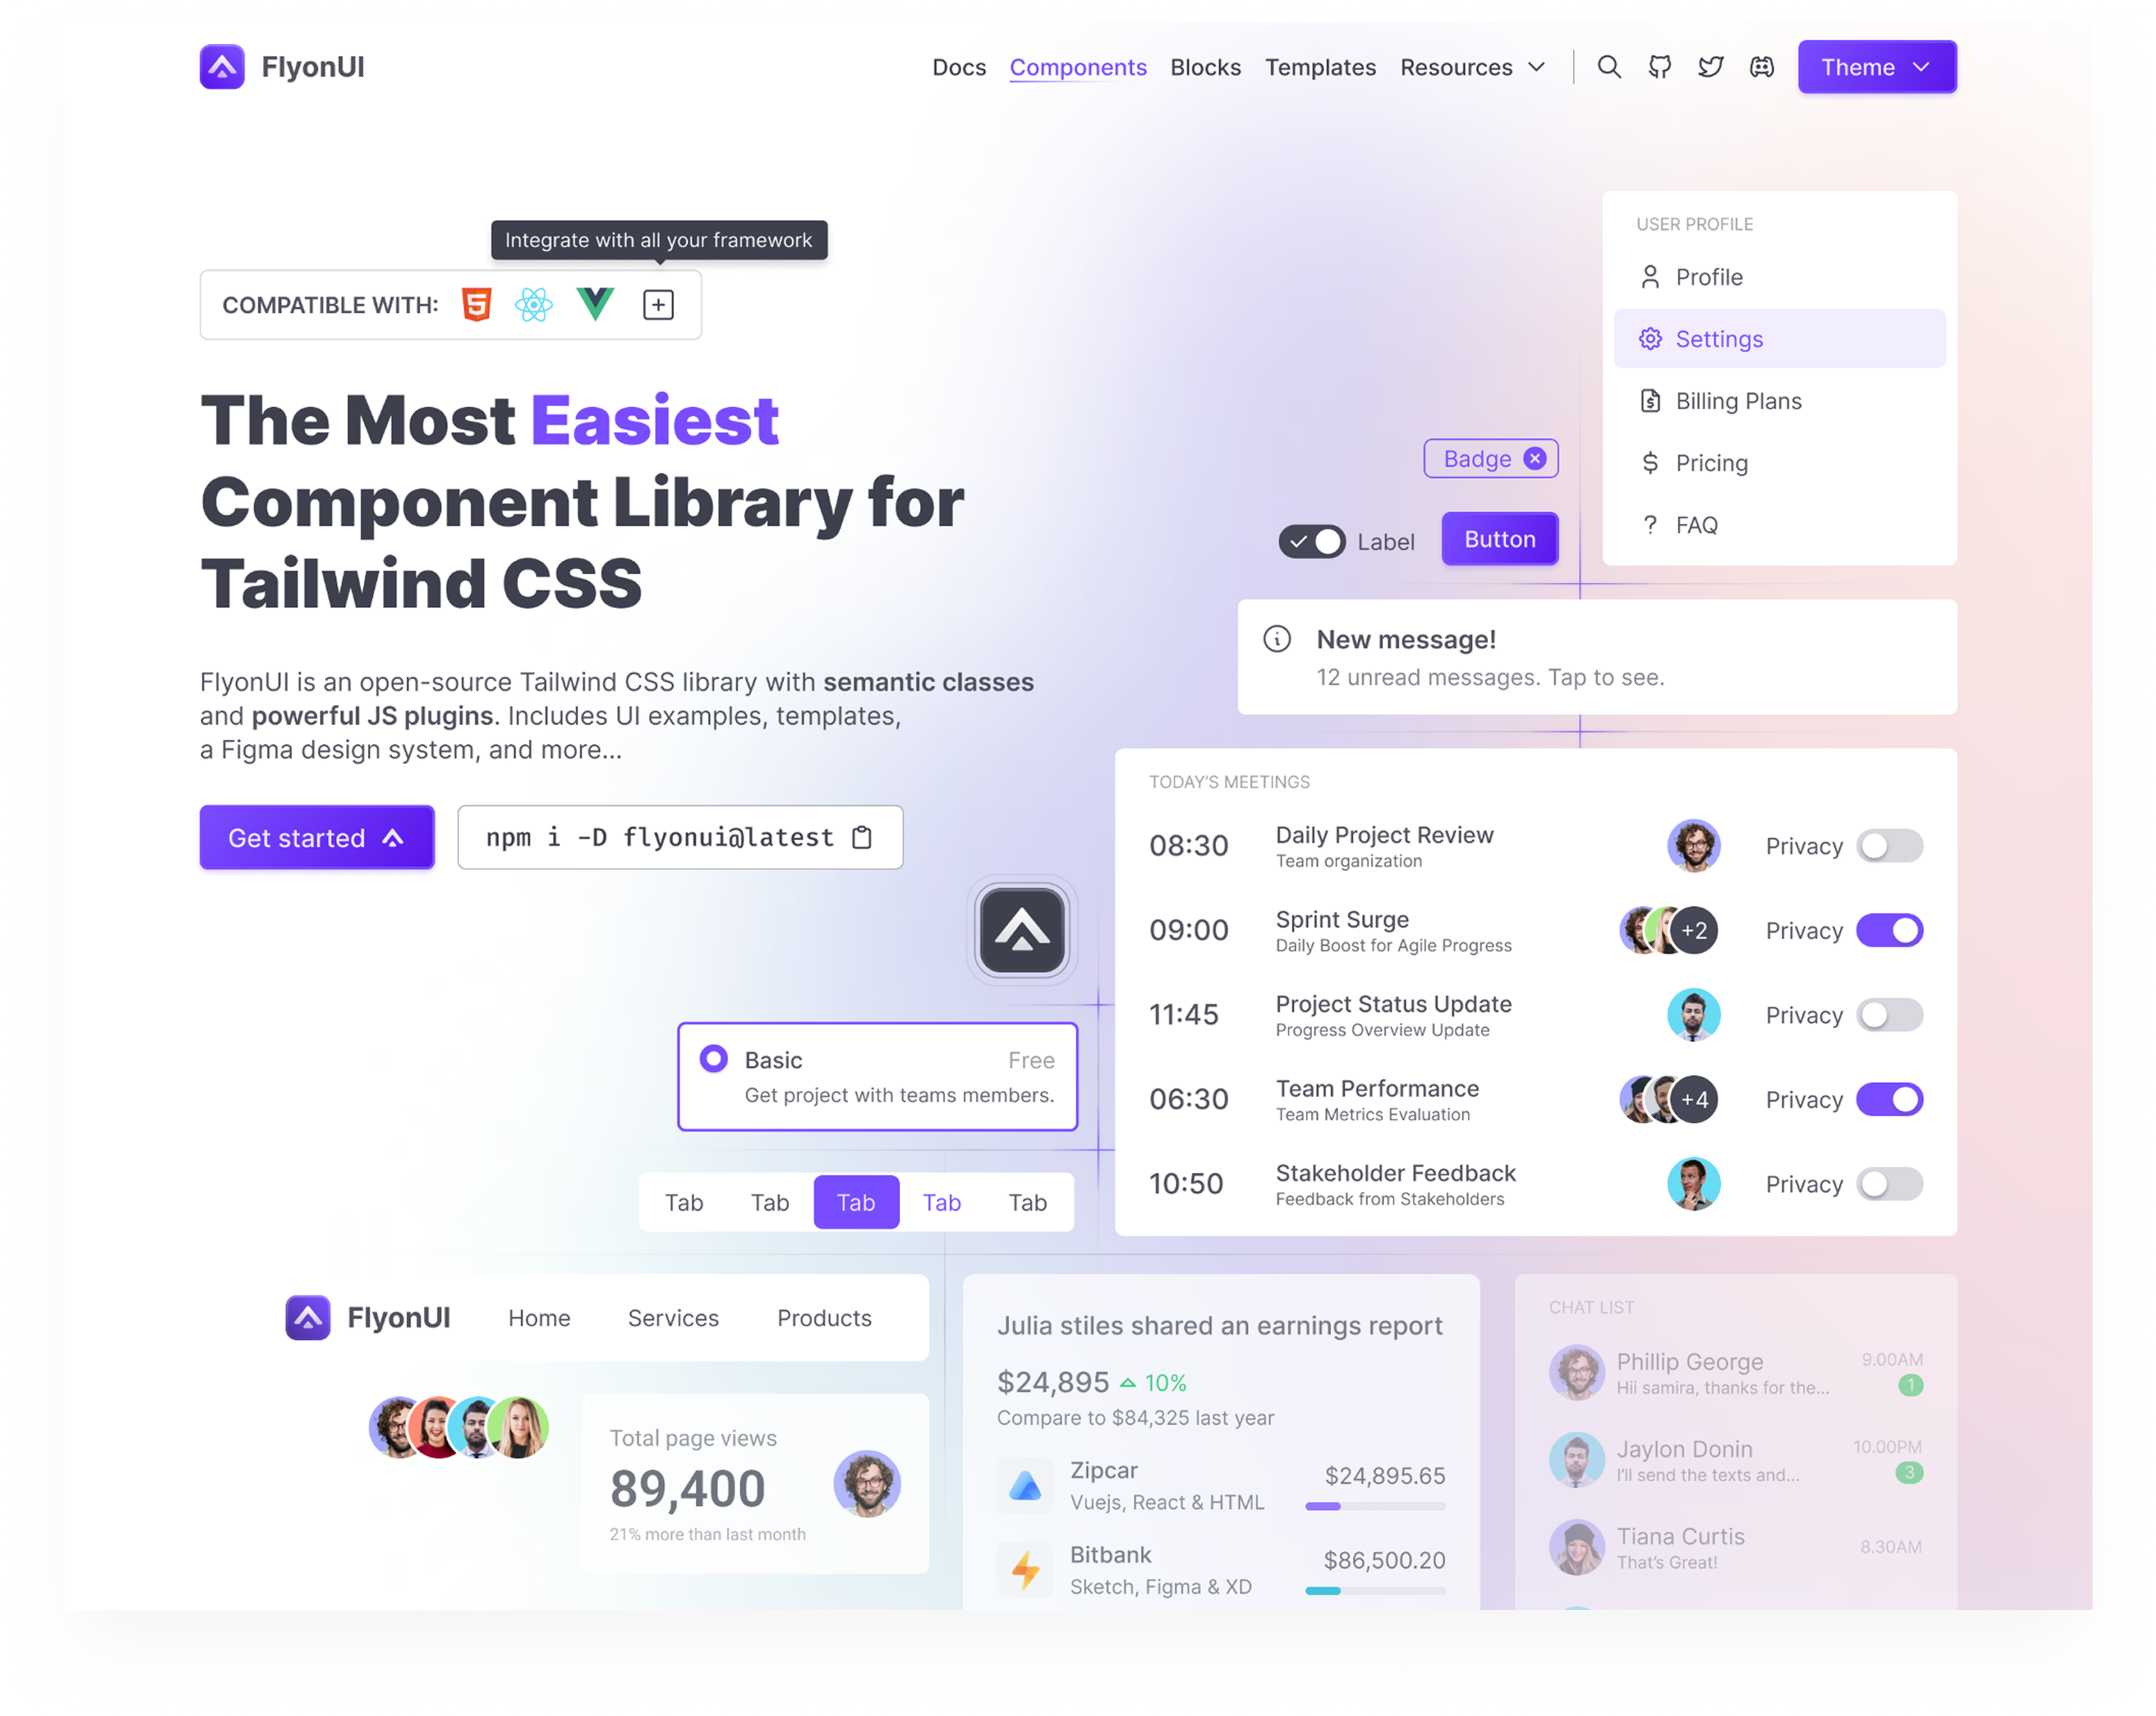 FlyonUI
Docs Components Blocks Templates Resources Theme
Integrate with all your framework
COMPATIBLE WITH:
The Most Easiest
Component Library for
Tailwind CSS
FlyonUI is an open-source Tailwind CSS library with semantic classes
and powerful JS plugins. Includes UI examples, templates,
a Figma design system, and more...
Get started
npm i -D flyonui@latest
USER PROFILE
Profile
Settings
Billing Plans
Pricing
FAQ
Badge
Label
Button
New message!
12 unread messages. Tap to see.
TODAY'S MEETINGS
08:30 Daily Project Review Privacy
Team organization
09:00 Sprint Surge +2 Privacy
Daily Boost for Agile Progress
11:45 Project Status Update Privacy
Progress Overview Update
06:30 Team Performance +4 Privacy
Team Metrics Evaluation
10:50 Stakeholder Feedback Privacy
Feedback from Stakeholders
Basic Free
Get project with teams members.
Tab Tab Tab Tab Tab
FlyonUI Home Services Products
Total page views
89,400
21% more than last month
Julia stiles shared an earnings report
$24,895 10%
Compare to $84,325 last year
Zipcar $24,895.65
Vuejs, React & HTML
Bitbank $86,500.20
Sketch, Figma & XD
CHAT LIST
Phillip George 9.00AM
Hii samira, thanks for the... 1
Jaylon Donin 10.00PM
I'll send the texts and... 3
Tiana Curtis 8.30AM
That's Great!